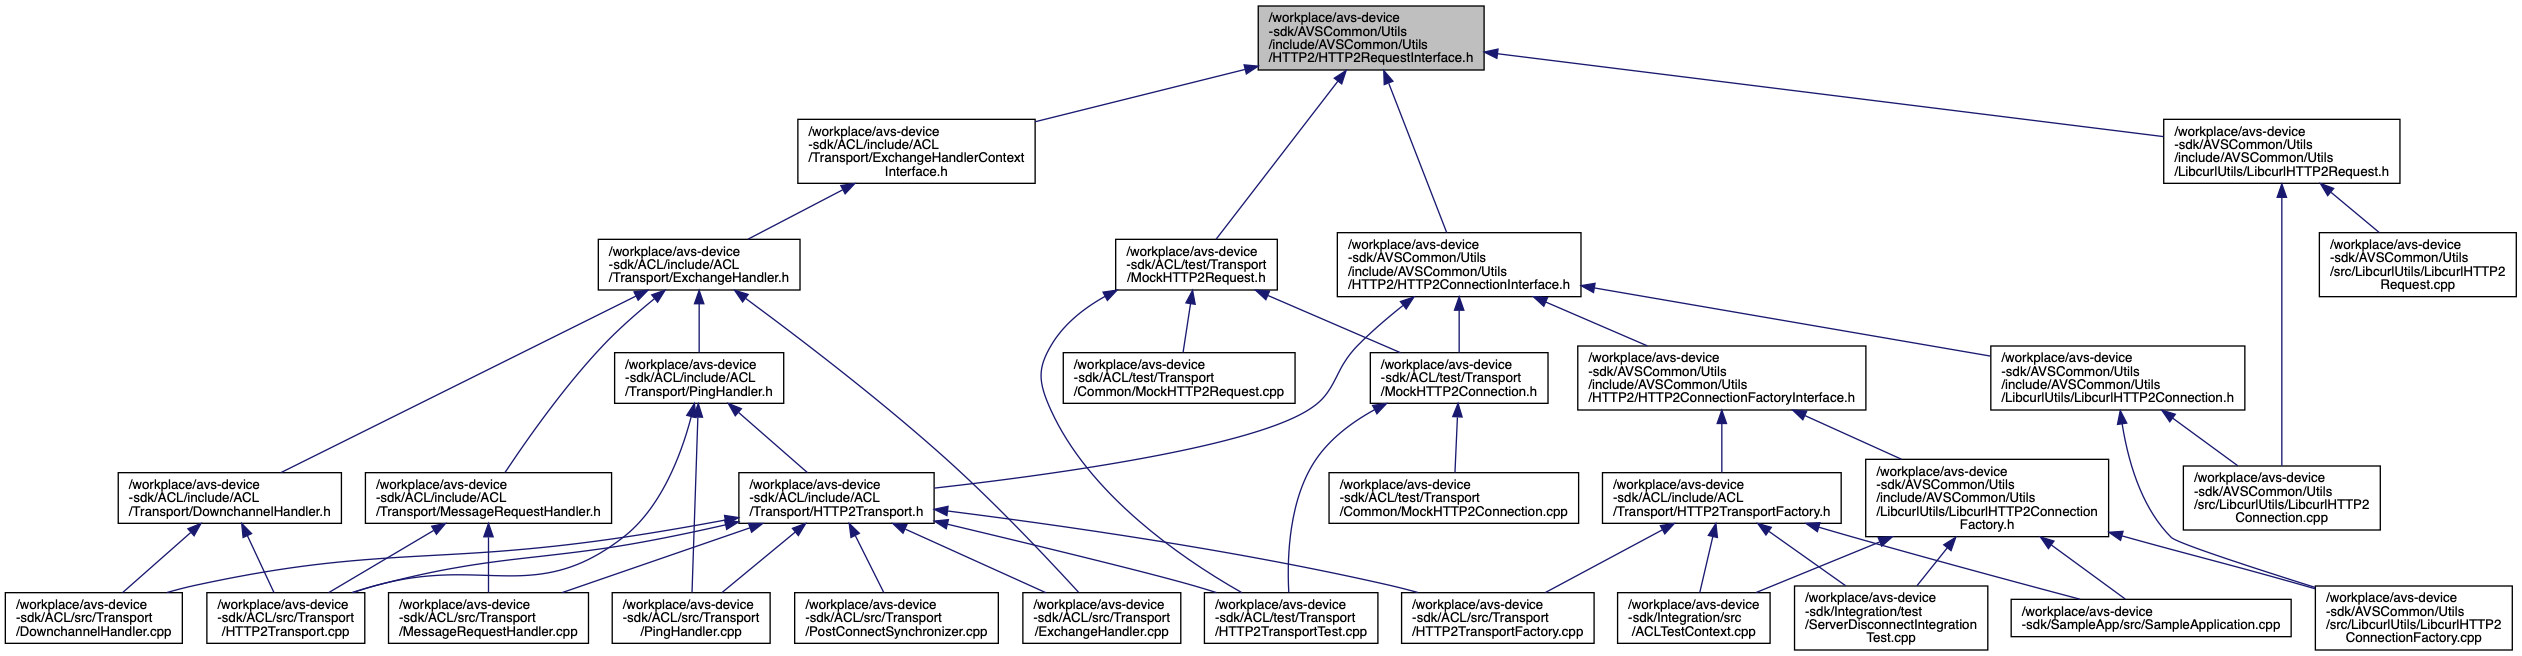 /workplace/avs-device
-sdk/AVSCommon/Utils
/include/AVSCommon/Utils
/HTTP2/HTTP2RequestInterface.h
/workplace/avs-device
-sdk/ACL/include/ACL
/Transport/ExchangeHandlerContext
Interface.h
/workplace/avs-device
-sdk/AVSCommon/Utils
/include/AVSCommon/Utils
/LibcurlUtils/LibcurlHTTP2Request.h
/workplace/avs-device
-sdk/ACL/include/ACL
/Transport/ExchangeHandler.h
/workplace/avs-device
-sdk/ACL/test/Transport
/MockHTTP2Request.h
/workplace/avs-device
-sdk/AVSCommon/Utils
/include/AVSCommon/Utils
/HTTP2/HTTP2ConnectionInterface.h
/workplace/avs-device
-sdk/AVSCommon/Utils
/src/LibcurlUtils/LibcurlHTTP2
Request.cpp
/workplace/avs-device
-sdk/ACL/include/ACL
/Transport/PingHandler.h
/workplace/avs-device
-sdk/ACL/test/Transport
/Common/MockHTTP2Request.cpp
/workplace/avs-device
-sdk/ACL/test/Transport
/MockHTTP2Connection.h
/workplace/avs-device
-sdk/AVSCommon/Utils
/include/AVSCommon/Utils
/HTTP2/HTTP2ConnectionFactoryInterface.h
/workplace/avs-device
-sdk/AVSCommon/Utils
/include/AVSCommon/Utils
/LibcurlUtils/LibcurlHTTP2Connection.h
/workplace/avs-device
-sdk/ACL/include/ACL
/Transport/DownchannelHandler.h
/workplace/avs-device
-sdk/ACL/include/ACL
/Transport/MessageRequestHandler.h
/workplace/avs-device
-sdk/ACL/include/ACL
/Transport/HTTP2Transport.h
/workplace/avs-device
-sdk/ACL/test/Transport
/Common/MockHTTP2Connection.cpp
/workplace/avs-device
-sdk/ACL/include/ACL
/Transport/HTTP2TransportFactory.h
/workplace/avs-device
-sdk/AVSCommon/Utils
/include/AVSCommon/Utils
/LibcurlUtils/LibcurlHTTP2Connection
Factory.h
/workplace/avs-device
-sdk/AVSCommon/Utils
/src/LibcurlUtils/LibcurlHTTP2
Connection.cpp
/workplace/avs-device
-sdk/ACL/src/Transport
/DownchannelHandler.cpp
/workplace/avs-device
-sdk/ACL/src/Transport
/HTTP2Transport.cpp
/workplace/avs-device
-sdk/ACL/src/Transport
/MessageRequestHandler.cpp
/workplace/avs-device
-sdk/ACL/src/Transport
/PingHandler.cpp
/workplace/avs-device
-sdk/ACL/src/Transport
/PostConnectSynchronizer.cpp
/workplace/avs-device
-sdk/ACL/src/Transport
/ExchangeHandler.cpp
/workplace/avs-device
-sdk/ACL/test/Transport
/HTTP2TransportTest.cpp
/workplace/avs-device
-sdk/ACL/src/Transport
/HTTP2TransportFactory.cpp
/workplace/avs-device
-sdk/Integration/src
/ACLTestContext.cpp
/workplace/avs-device
-sdk/Integration/test
/ServerDisconnectIntegration
Test.cpp
/workplace/avs-device
-sdk/SampleApp/src/SampleApplication.cpp
/workplace/avs-device
-sdk/AVSCommon/Utils
/src/LibcurlUtils/LibcurlHTTP2
ConnectionFactory.cpp